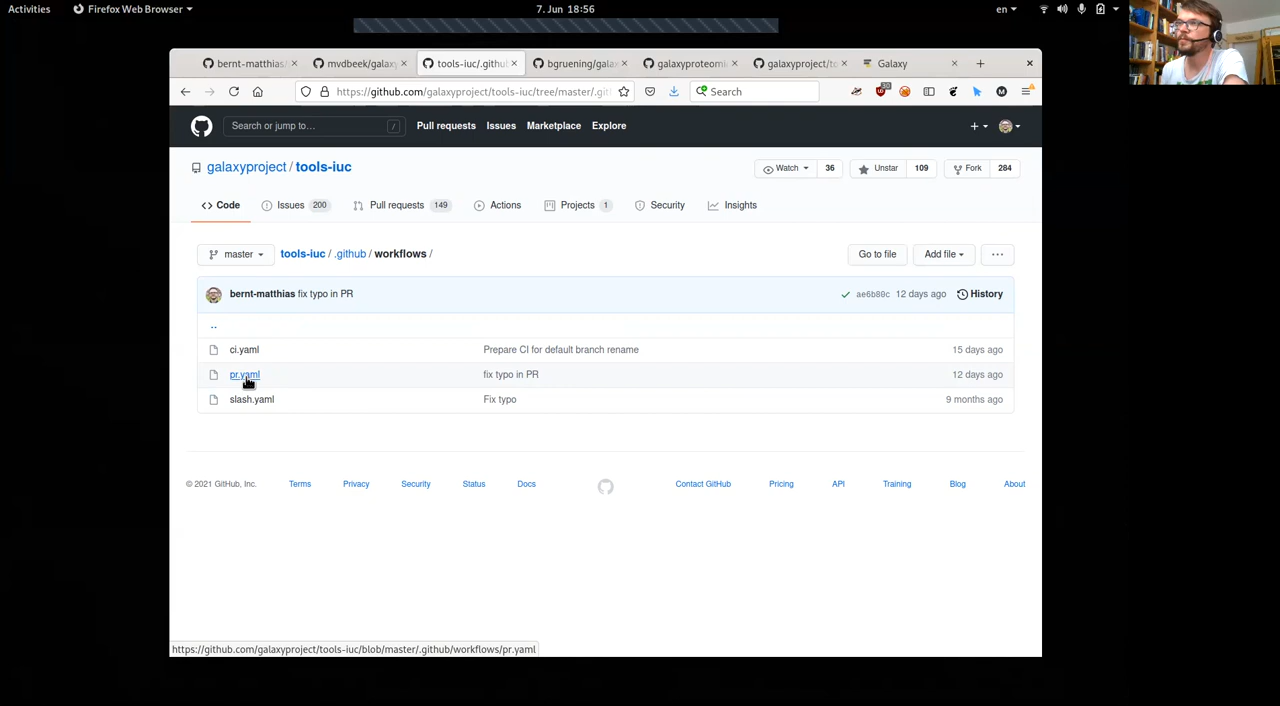 Activities
Firefox Web Browser
7. Jun 18:56
en
bernt-matthias/
mvdbeek/galaxy
tools-iuc/.github
bgruening/gala
galaxyproteomi
galaxyproject/to
Galaxy
https://github.com/galaxyproject/tools-iuc/tree/master/.git
Search
Search or jump to…
/
Pull requests
Issues
Marketplace
Explore
galaxyproject / tools-iuc
Watch 36
Unstar 109
Fork 284
Code
Issues 200
Pull requests 149
Actions
Projects 1
Security
Insights
master
tools-iuc / .github / workflows /
Go to file
Add file
bernt-matthias fix typo in PR
ae6b80c 12 days ago
History
..
ci.yaml Prepare CI for default branch rename 15 days ago
pr.yaml fix typo in PR 12 days ago
slash.yaml Fix typo 9 months ago
© 2021 GitHub, Inc.
Terms
Privacy
Security
Status
Docs
Contact GitHub
Pricing
API
Training
Blog
About
https://github.com/galaxyproject/tools-iuc/blob/master/.github/workflows/pr.yaml